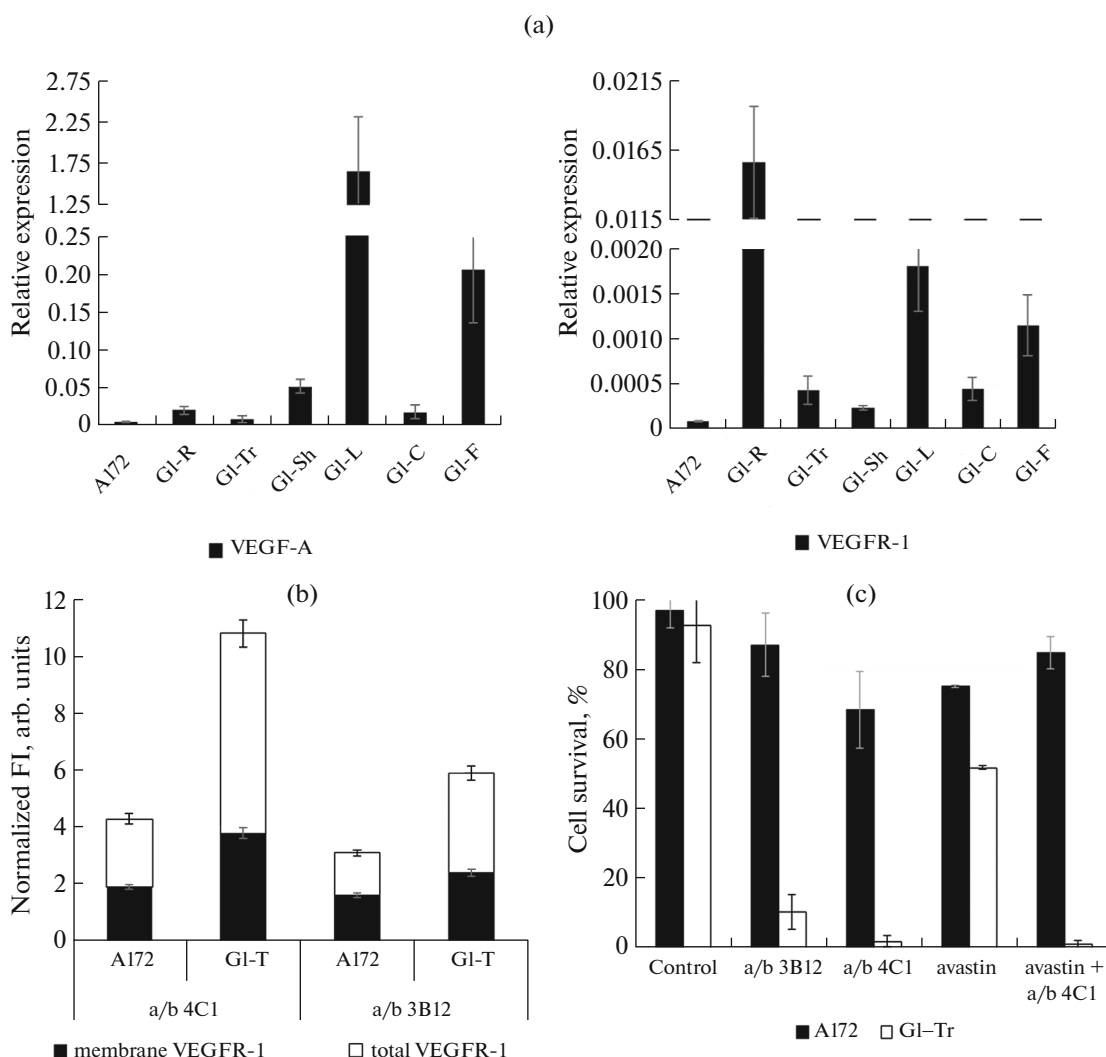 (a)
Relative expression
2.75
2.25
1.75
1.25
0.25
0.20
0.15
0.10
0.05
0
A172
Gl-R
Gl-Tr
Gl-Sh
Gl-L
Gl-C
Gl-F
VEGF-A
Relative expression
0.0215
0.0165
0.0115
0.0020
0.0015
0.0010
0.0005
0
A172
Gl-R
Gl-Tr
Gl-Sh
Gl-L
Gl-C
Gl-F
VEGFR-1
(b)
Normalized FI, arb. units
12
10
8
6
4
2
0
A172
Gl-T
A172
Gl-T
a/b 4C1
a/b 3B12
membrane VEGFR-1
total VEGFR-1
(c)
Cell survival, %
100
80
60
40
20
0
Control
a/b 3B12
a/b 4C1
avastin
avastin +
a/b 4C1
A172
Gl–Tr